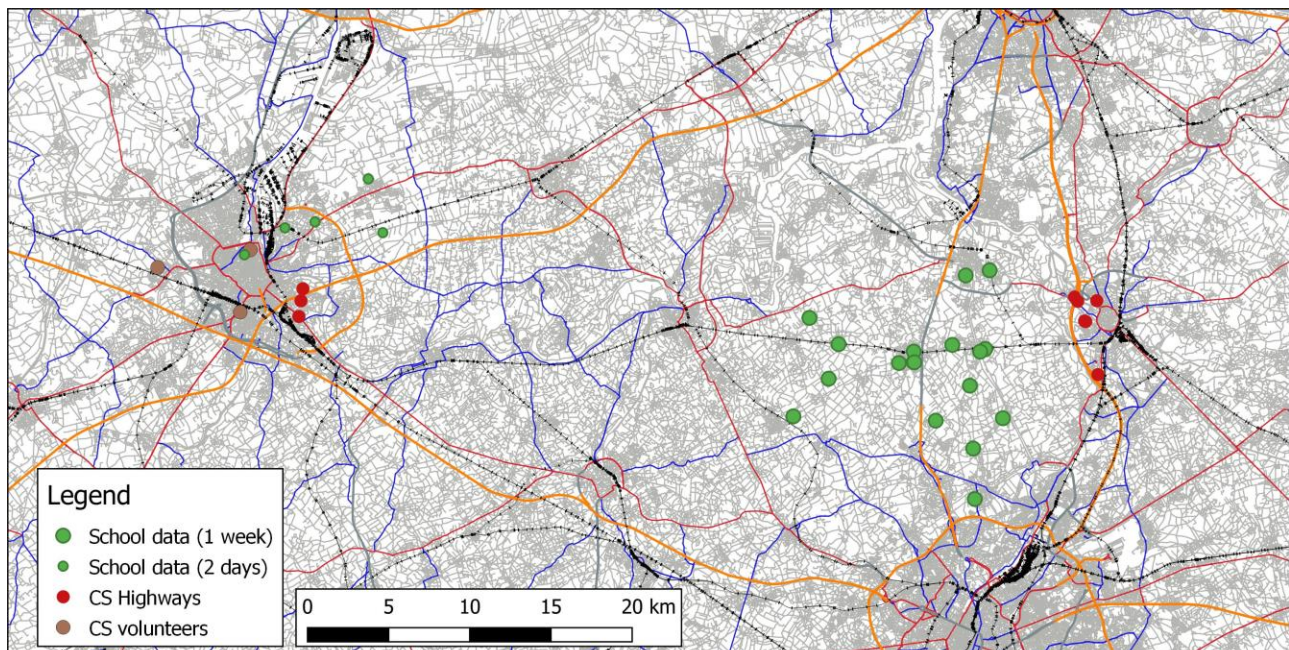 Legend
School data (1 week)
School data (2 days)
CS Highways
CS volunteers
0 5 10 15 20 km